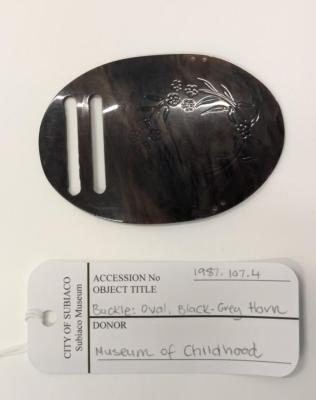 CITY OF SUBIACO
Subiaco Museum
ACCESSION No 1987.107.4
OBJECT TITLE
Buckle: Oval, Black-Grey Horn
DONOR
Museum of Childhood